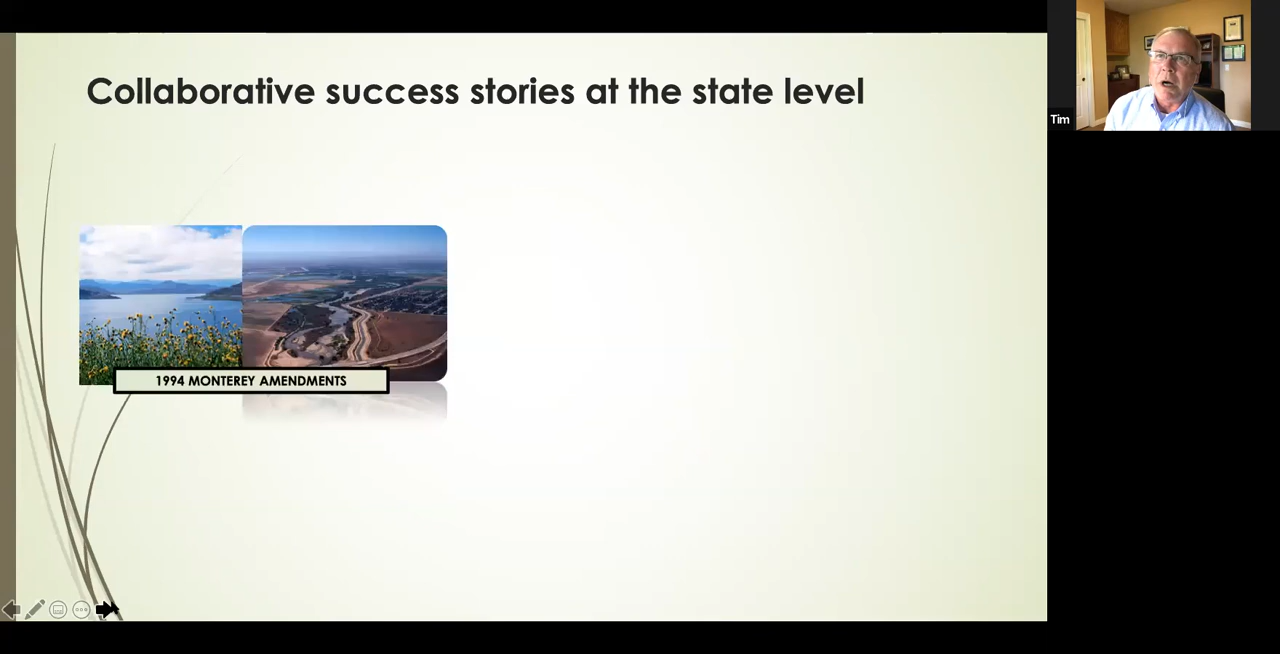 Collaborative success stories at the state level
Tim
1994 MONTEREY AMENDMENTS